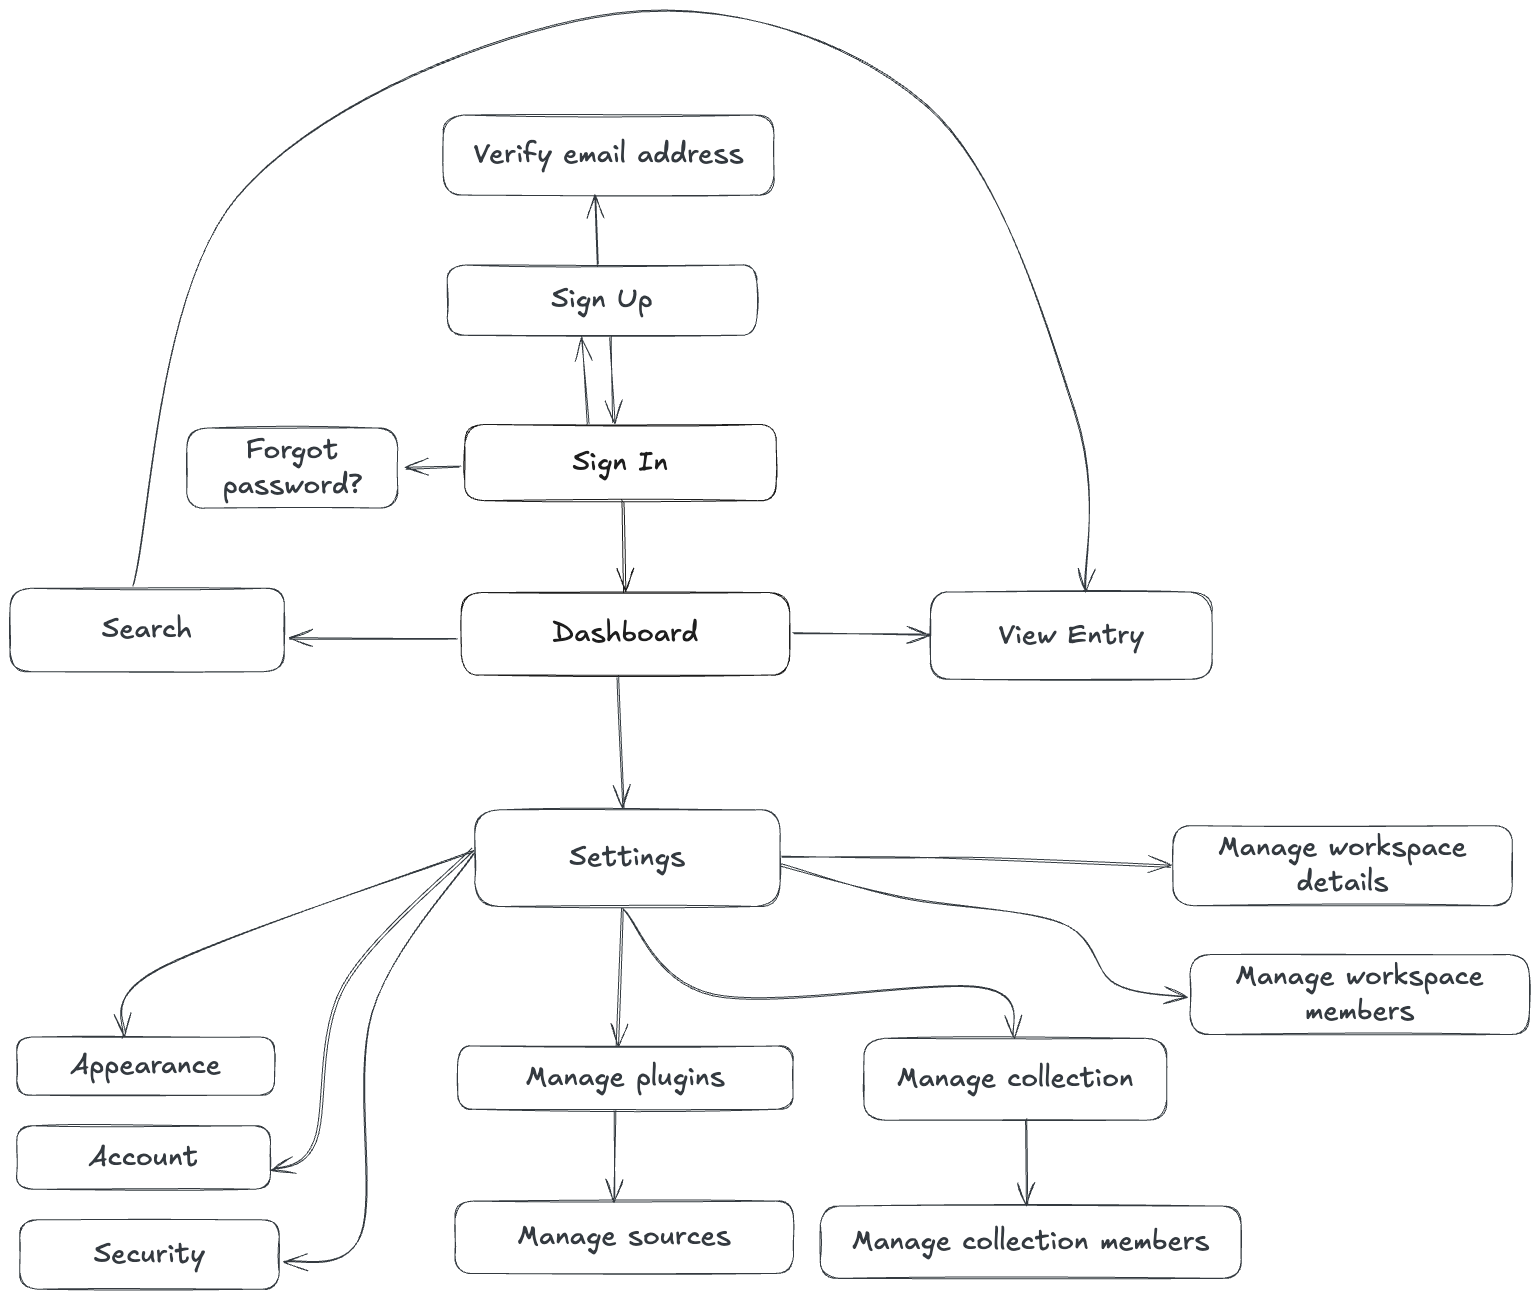 Verify email address
Sign Up
Forgot
password?
Sign In
Search
Dashboard
View Entry
Settings
Manage workspace
details
Manage workspace
members
Appearance
Manage plugins
Manage collection
Account
Security
Manage sources
Manage collection members